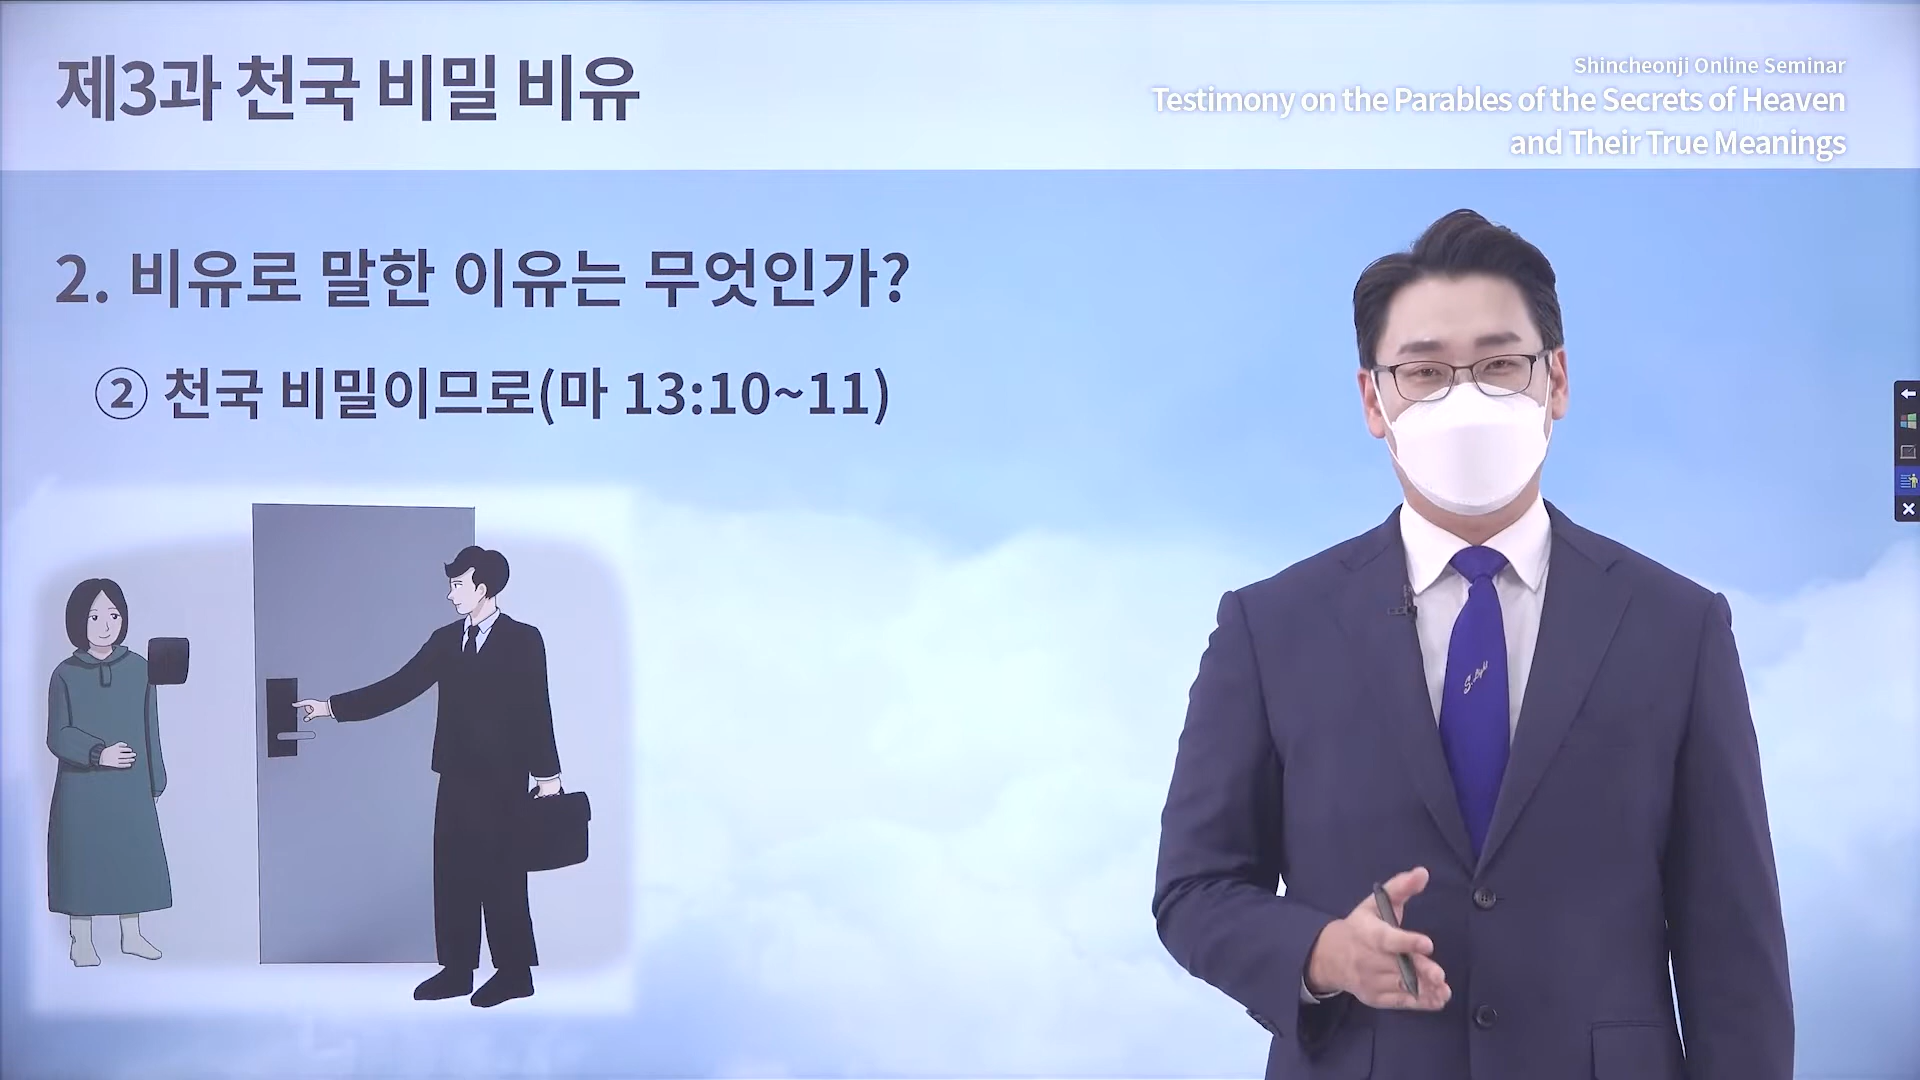 제3과 천국 비밀 비유
Shincheonji Online Seminar
Testimony on the Parables of the Secrets of Heaven
and Their True Meanings
2. 비유로 말한 이유는 무엇인가?
② 천국 비밀이므로(마 13:10~11)